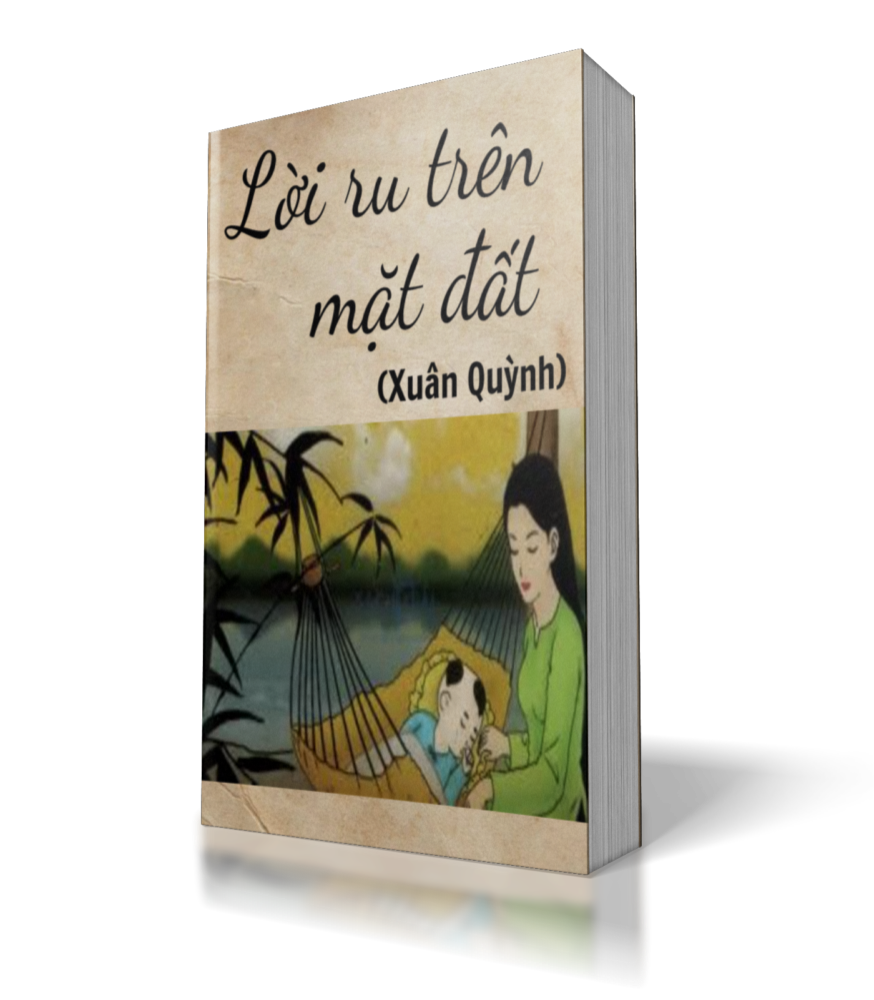 Lời ru trên
mặt đất
(Xuân Quỳnh)